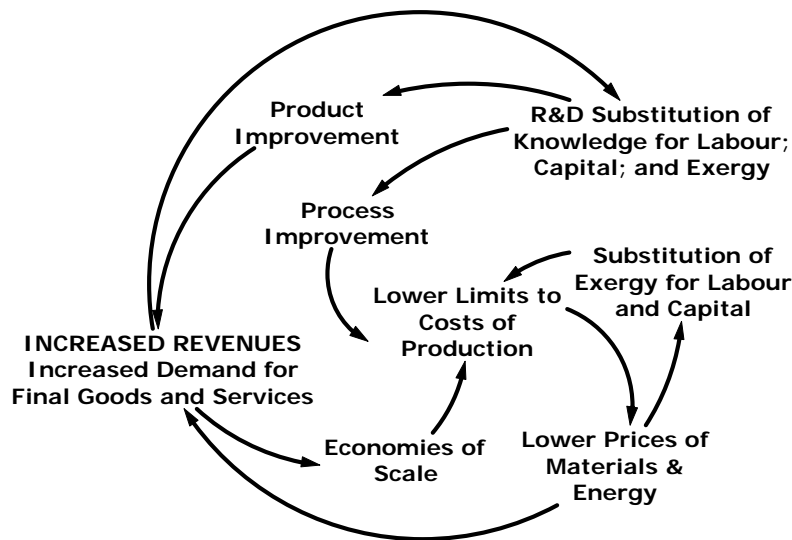 Product
Improvement
R&D Substitution of
Knowledge for Labour;
Capital; and Exergy
Process
Improvement
Substitution of
Exergy for Labour
and Capital
Lower Limits to
Costs of
Production
INCREASED REVENUES
Increased Demand for
Final Goods and Services
Economies of
Scale
Lower Prices of
Materials &
Energy